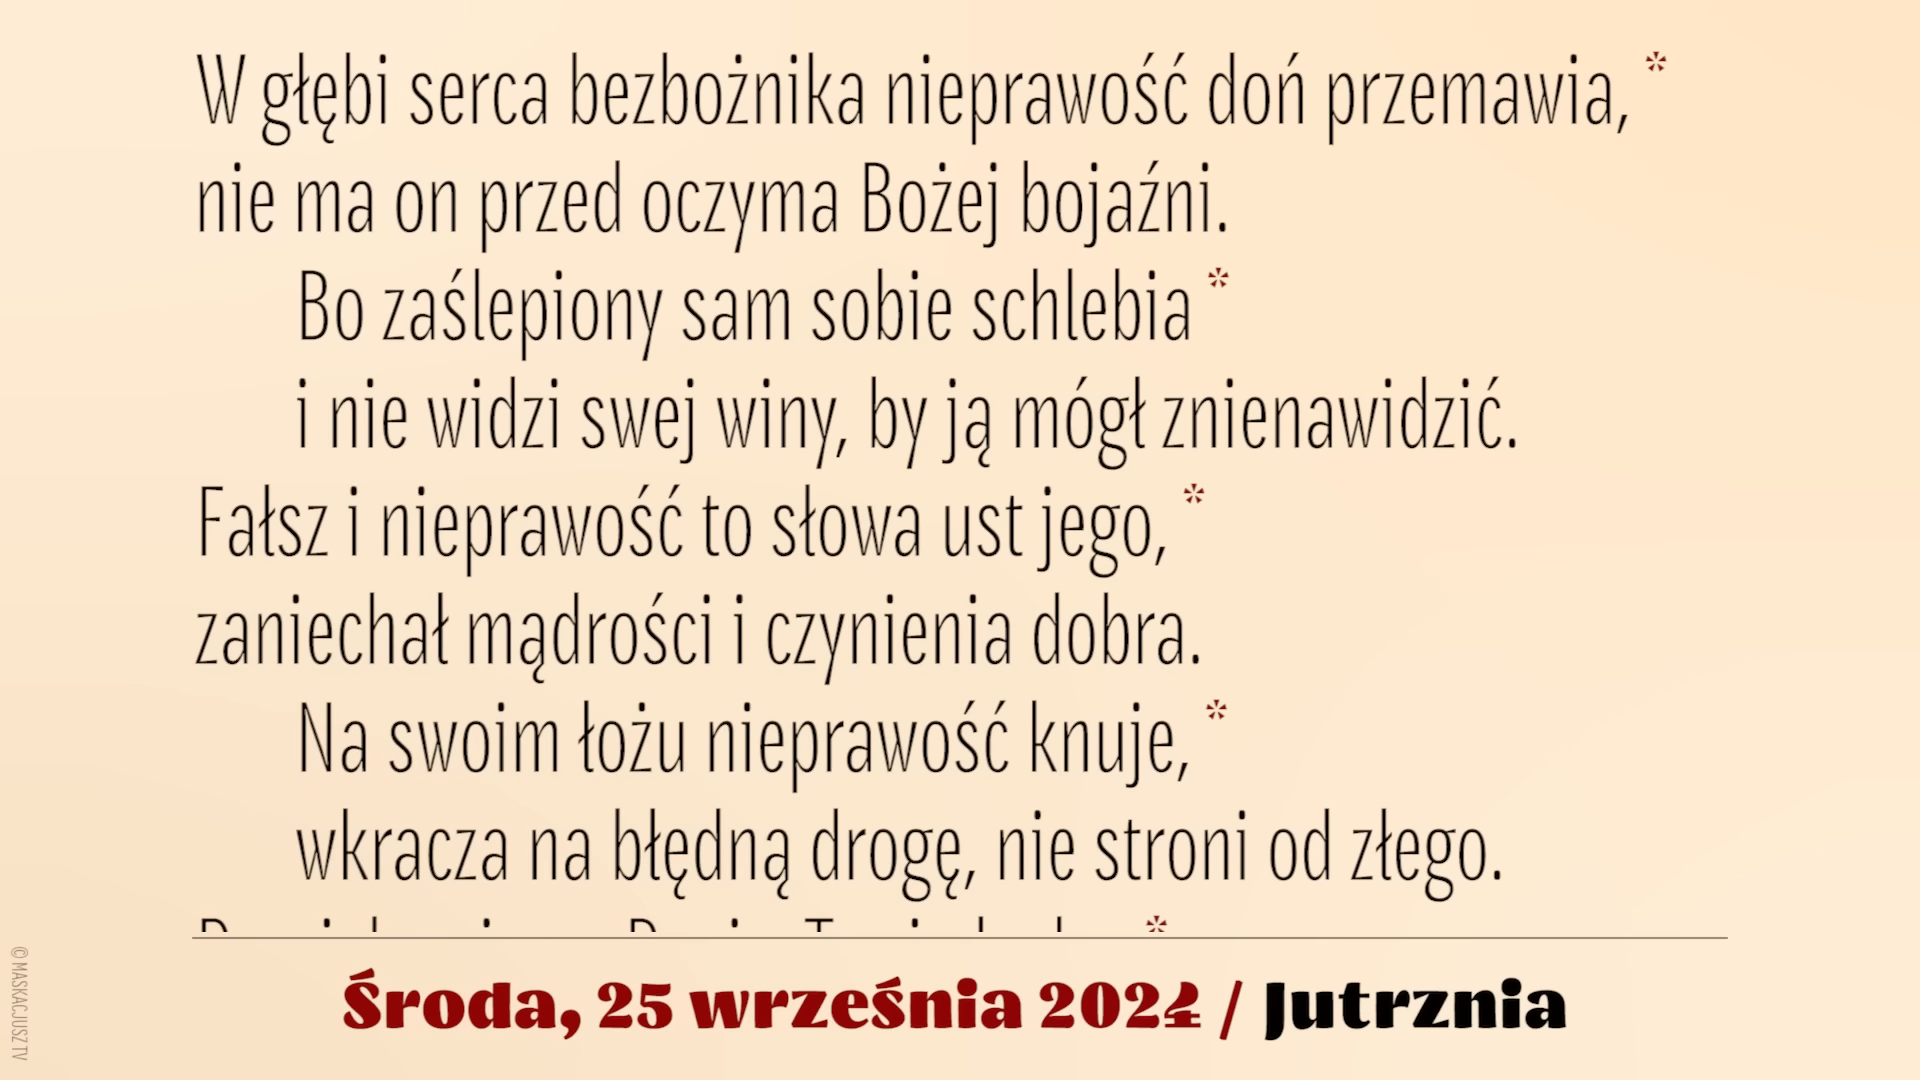 W głębi serca bezbożnika nieprawość doń przemawia, *
nie ma on przed oczyma Bożej bojaźni.
Bo zaślepiony sam sobie schlebia *
i nie widzi swej winy, by ją mógł znienawidzić.
Fałsz i nieprawość to słowa ust jego, *
zaniechał mądrości i czynienia dobra.
Na swoim łożu nieprawość knuje, *
wkracza na błędną drogę, nie stroni od złego.
*
Środa, 25 września 2024 / Jutrznia
© MASKACJUSZ TV